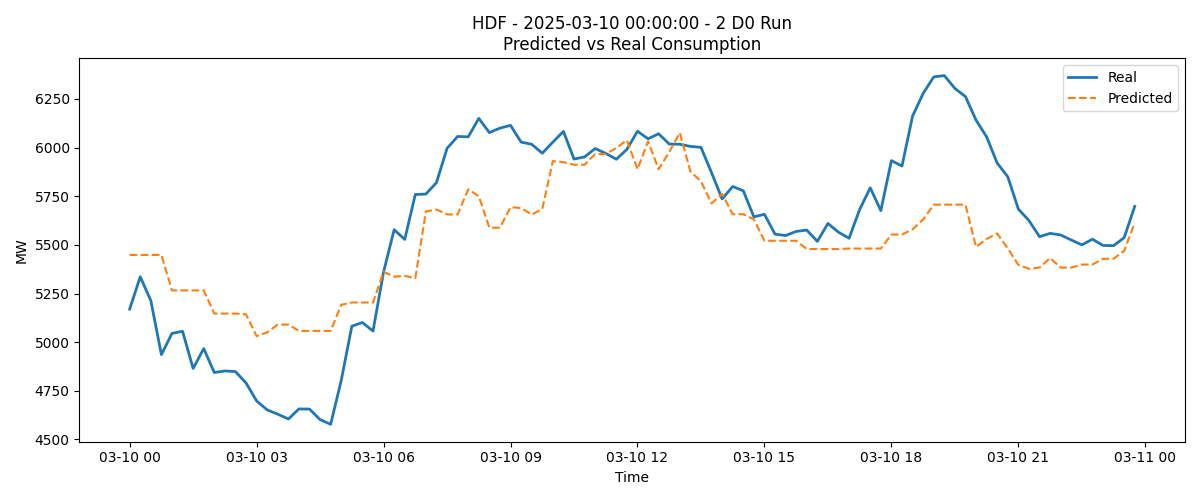 HDF - 2025-03-10 00:00:00 - 2 D0 Run
Predicted vs Real Consumption
Real
Predicted
MW
6250
6000
5750
5500
5250
5000
4750
4500
03-10 00
03-10 03
03-10 06
03-10 09
03-10 12
03-10 15
03-10 18
03-10 21
03-11 00
Time